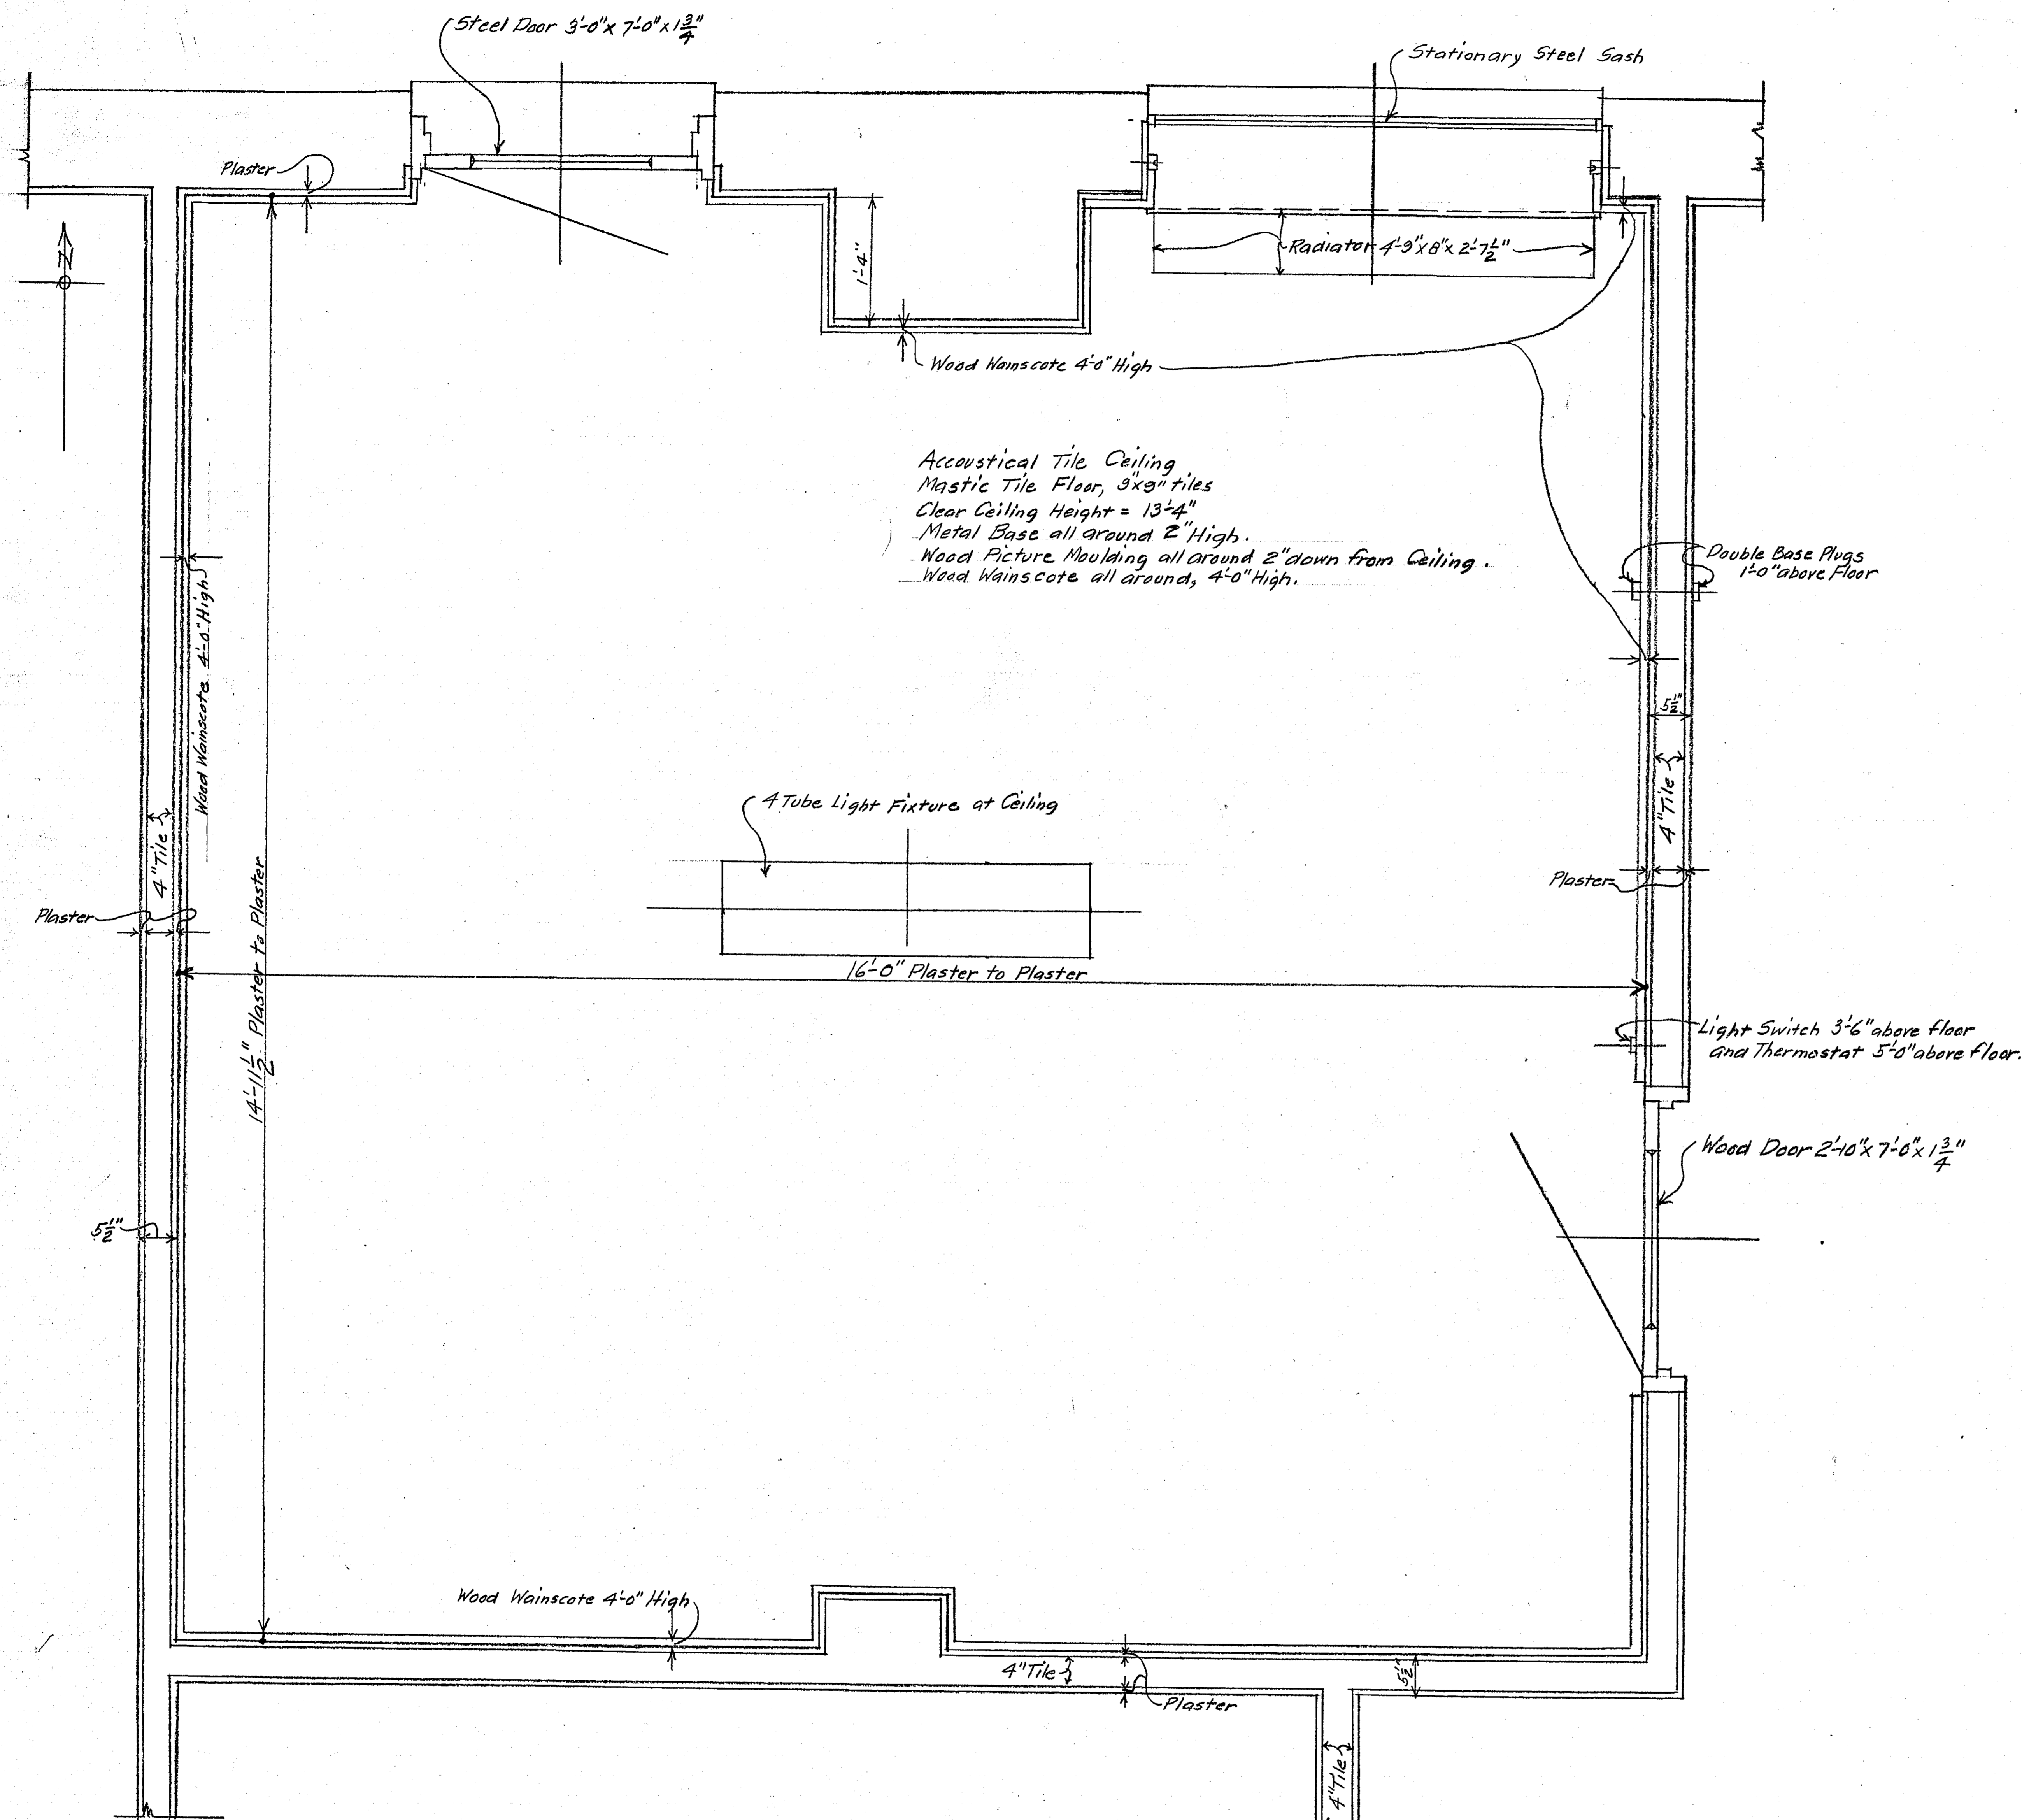 Steel Door 3'-0" x 7'-0" x 1 3/4"
Stationary Steel Sash
Plaster
N
1'-4"
Radiator 4'-9" x 8" x 2'-7 1/2"
Wood Wainscote 4'-0" High
Accoustical Tile Ceiling
Mastic Tile Floor, 9"x9" tiles
Clear Ceiling Height = 13'-4"
Metal Base all around 2" High.
Wood Picture Moulding all around 2" down from Ceiling.
Wood Wainscote all around, 4'-0" High.
Double Base Plugs
1'-0" above Floor
Wood Wainscote 4'-0" High
5 1/2"
4" Tile
4 Tube Light Fixture at Ceiling
4" Tile
Plaster
Plaster
14'-11 1/2" Plaster to Plaster
16'-0" Plaster to Plaster
Light Switch 3'-6" above floor
and Thermostat 5'-0" above floor.
Wood Door 2'-10" x 7'-0" x 1 3/4"
5 1/2"
Wood Wainscote 4'-0" High
4" Tile
5 1/2"
Plaster
4" Tile